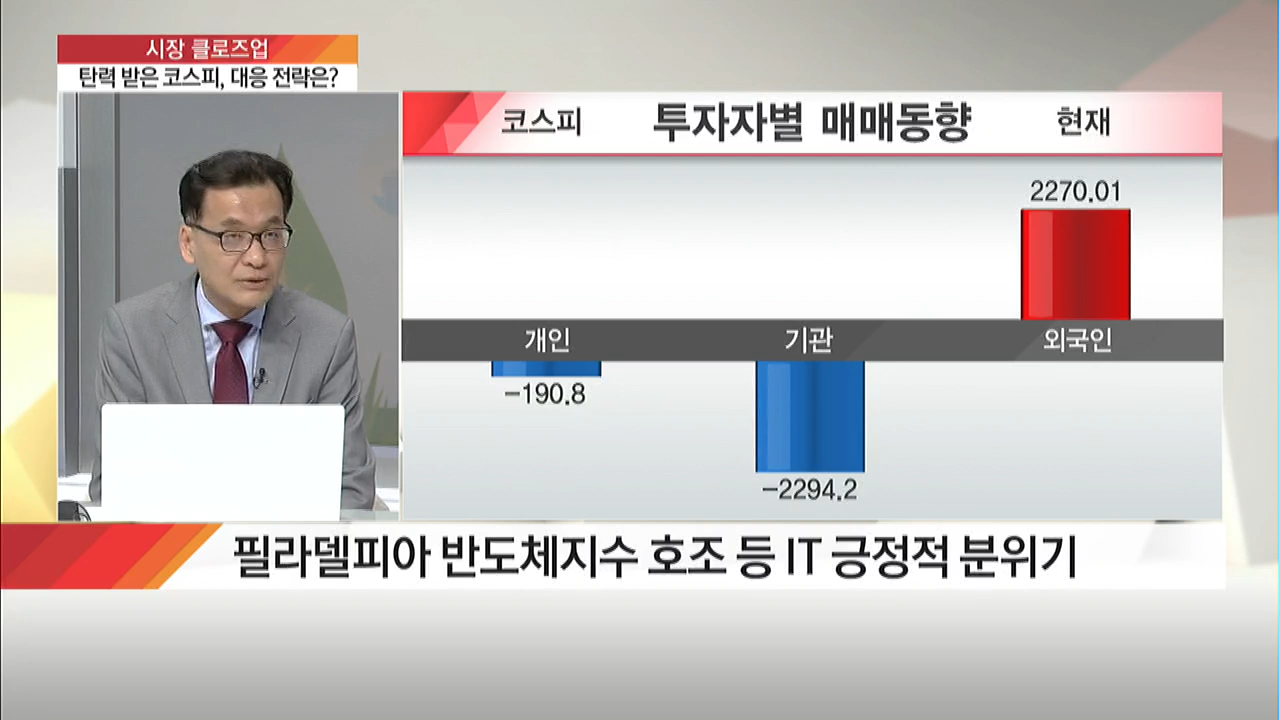 시장 클로즈업
탄력 받은 코스피, 대응 전략은?
코스피 투자자별 매매동향 현재
2270.01
개인 기관 외국인
-190.8
-2294.2
필라델피아 반도체지수 호조 등 IT 긍정적 분위기